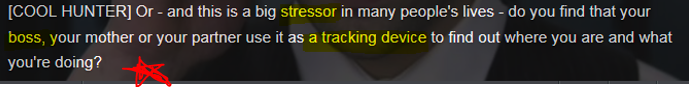 [COOL HUNTER] Or - and this is a big stressor in many people's lives - do you find that your
boss, your mother or your partner use it as a tracking device to find out where you are and what
you're doing?